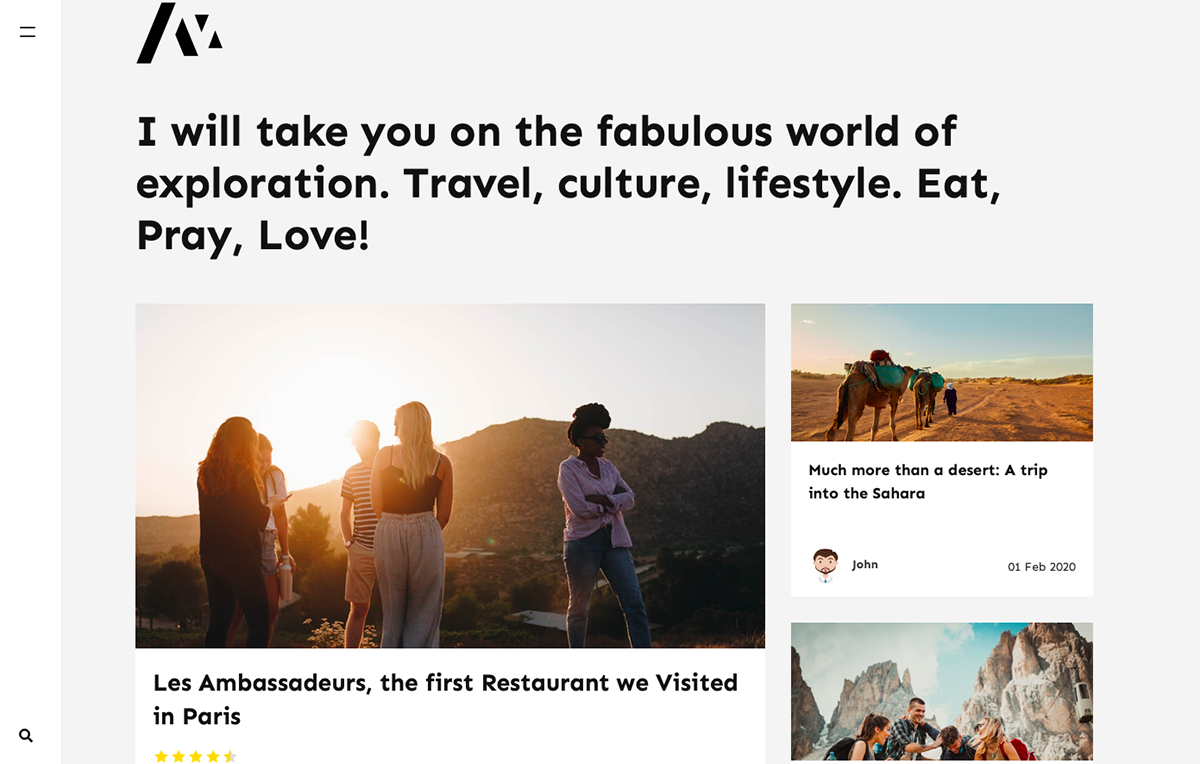 I will take you on the fabulous world of
exploration. Travel, culture, lifestyle. Eat,
Pray, Love!
Les Ambassadeurs, the first Restaurant we Visited
in Paris
Much more than a desert: A trip
into the Sahara
John
01 Feb 2020